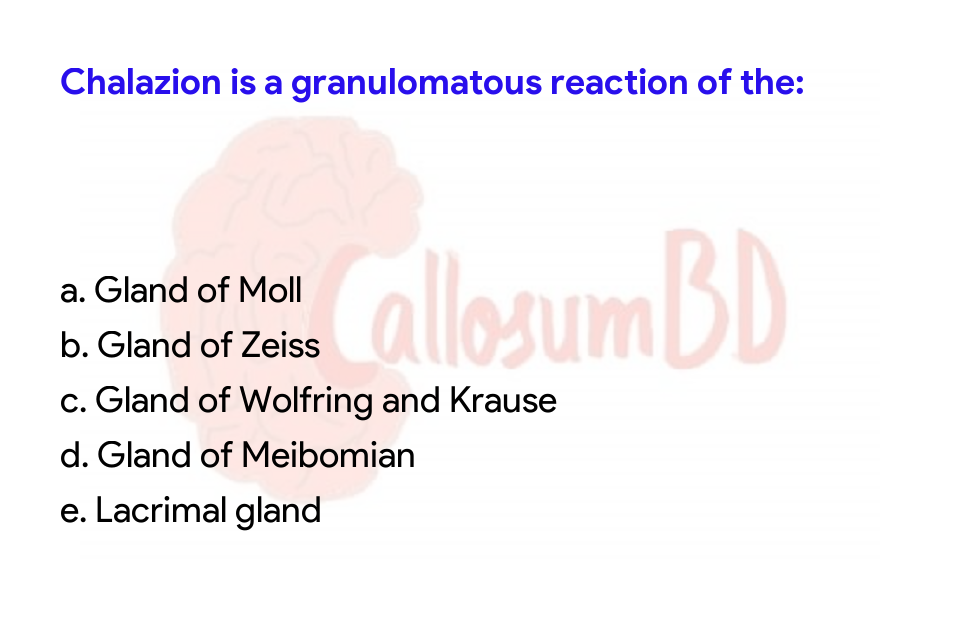 Chalazion is a granulomatous reaction of the:
CallosumBD
a. Gland of Moll
b. Gland of Zeiss
c. Gland of Wolfring and Krause
d. Gland of Meibomian
e. Lacrimal gland